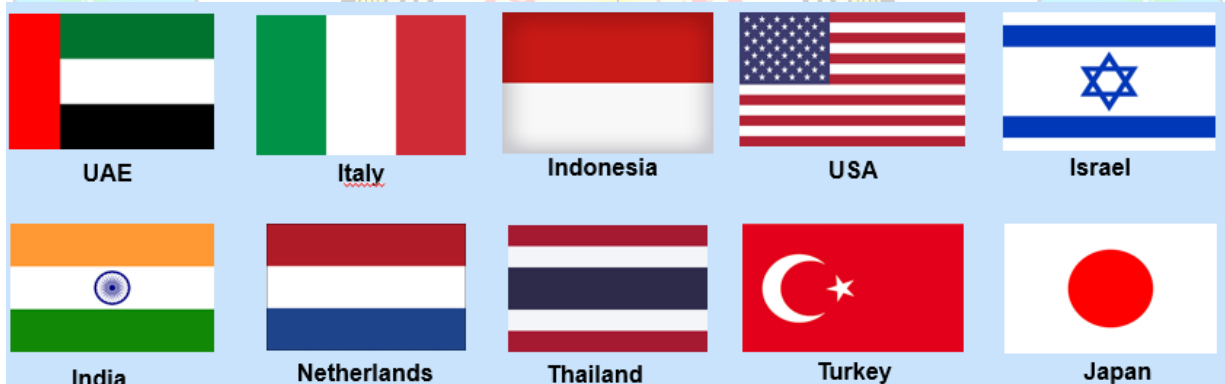 UAE
Italy
Indonesia
USA
Israel
India
Netherlands
Thailand
Turkey
Japan